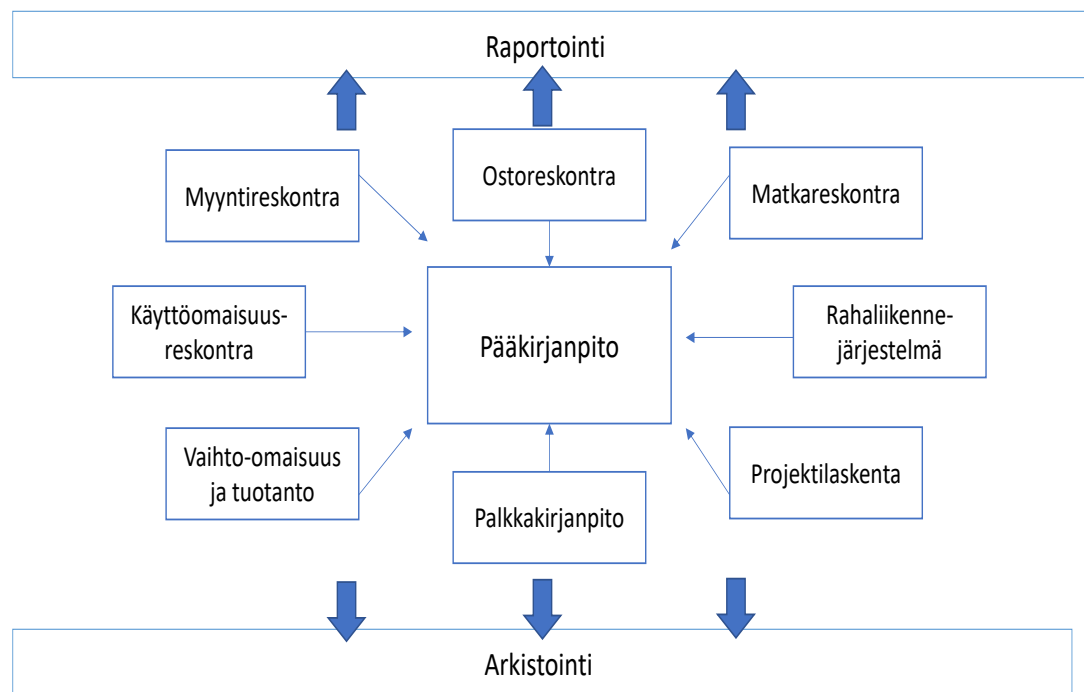 Raportointi
Myyntireskontra
Ostoreskontra
Matkareskontra
Käyttöomaisuus-
reskontra
Pääkirjanpito
Rahaliikenne-
järjestelmä
Vaihto-omaisuus
ja tuotanto
Palkkakirjanpito
Projektilaskenta
Arkistointi